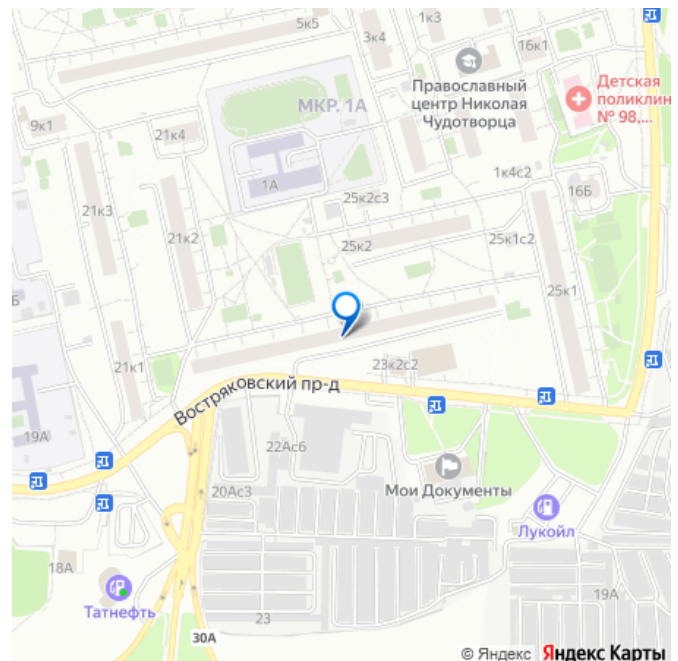 5к5
3к4
1к3
16к1
Православный
центр Николая
Чудотворца
Детская
поликлин
№ 98,...
МКР. 1А
9к1
21к4
1А
1к4с2
16Б
21к3
25к2с3
21к2
25к2
25к1с2
25к1
Б
21к1
23к2с2
Востряковский пр-д
19А
22Ас6
20Ас3
Мои Документы
Лукойл
18А
Татнефть
23
19А
30А
© Яндекс Яндекс Карты